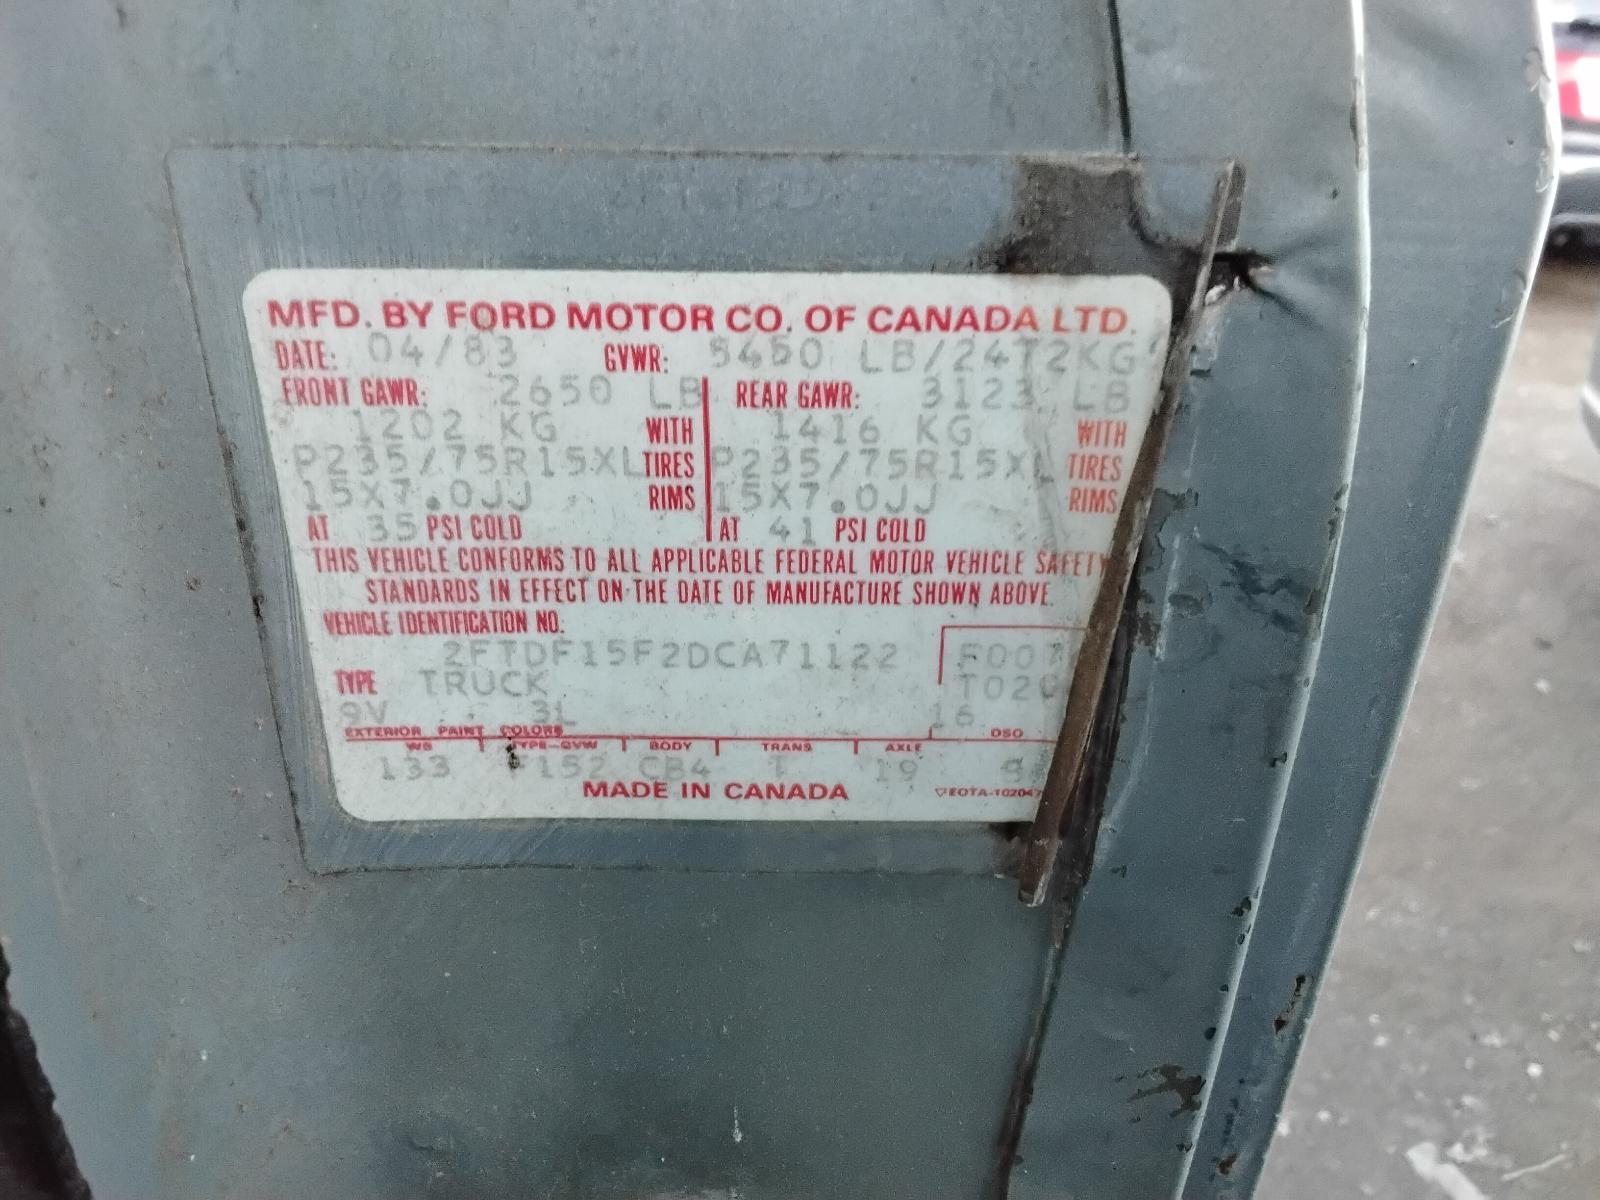 MFD. BY FORD MOTOR CO. OF CANADA LTD.
DATE: 04/83 GVWR: 5450 LB/2472KG
FRONT GAWR: 2650 LB REAR GAWR: 3123 LB
1202 KG WITH 1416 KG WITH
P235/75R15XL TIRES P235/75R15XL TIRES
15X7.0JJ RIMS 15X7.0JJ RIMS
AT 35 PSI COLD AT 41 PSI COLD
THIS VEHICLE CONFORMS TO ALL APPLICABLE FEDERAL MOTOR VEHICLE SAFETY
STANDARDS IN EFFECT ON THE DATE OF MANUFACTURE SHOWN ABOVE.
VEHICLE IDENTIFICATION NO.
2FTDF15F2DCA71122 F007
TYPE TRUCK T020
9V 3L 16
EXTERIOR PAINT COLORS DSO
WB TYPE-GVW BODY TRANS AXLE
133 F152 CB4 T 19
MADE IN CANADA EOTA-102047